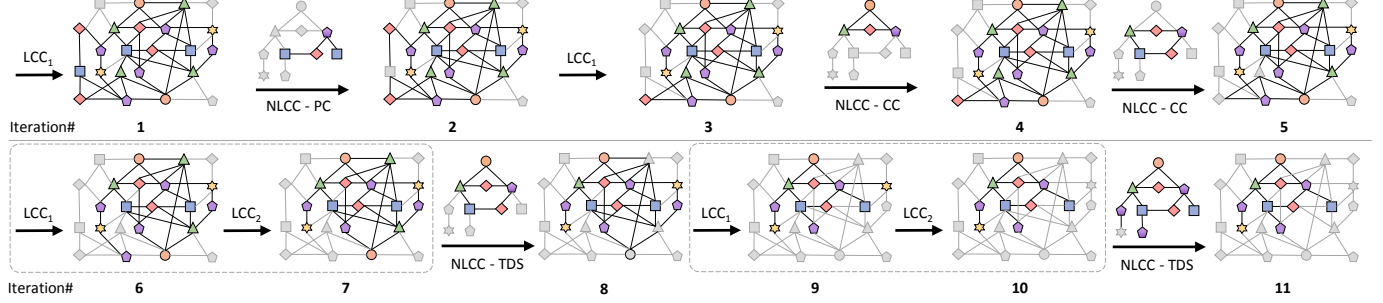 LCC1
NLCC - PC
LCC1
NLCC - CC
NLCC - CC
Iteration# 1 2 3 4 5
LCC1
LCC2
NLCC - TDS
LCC1
LCC2
NLCC - TDS
Iteration# 6 7 8 9 10 11